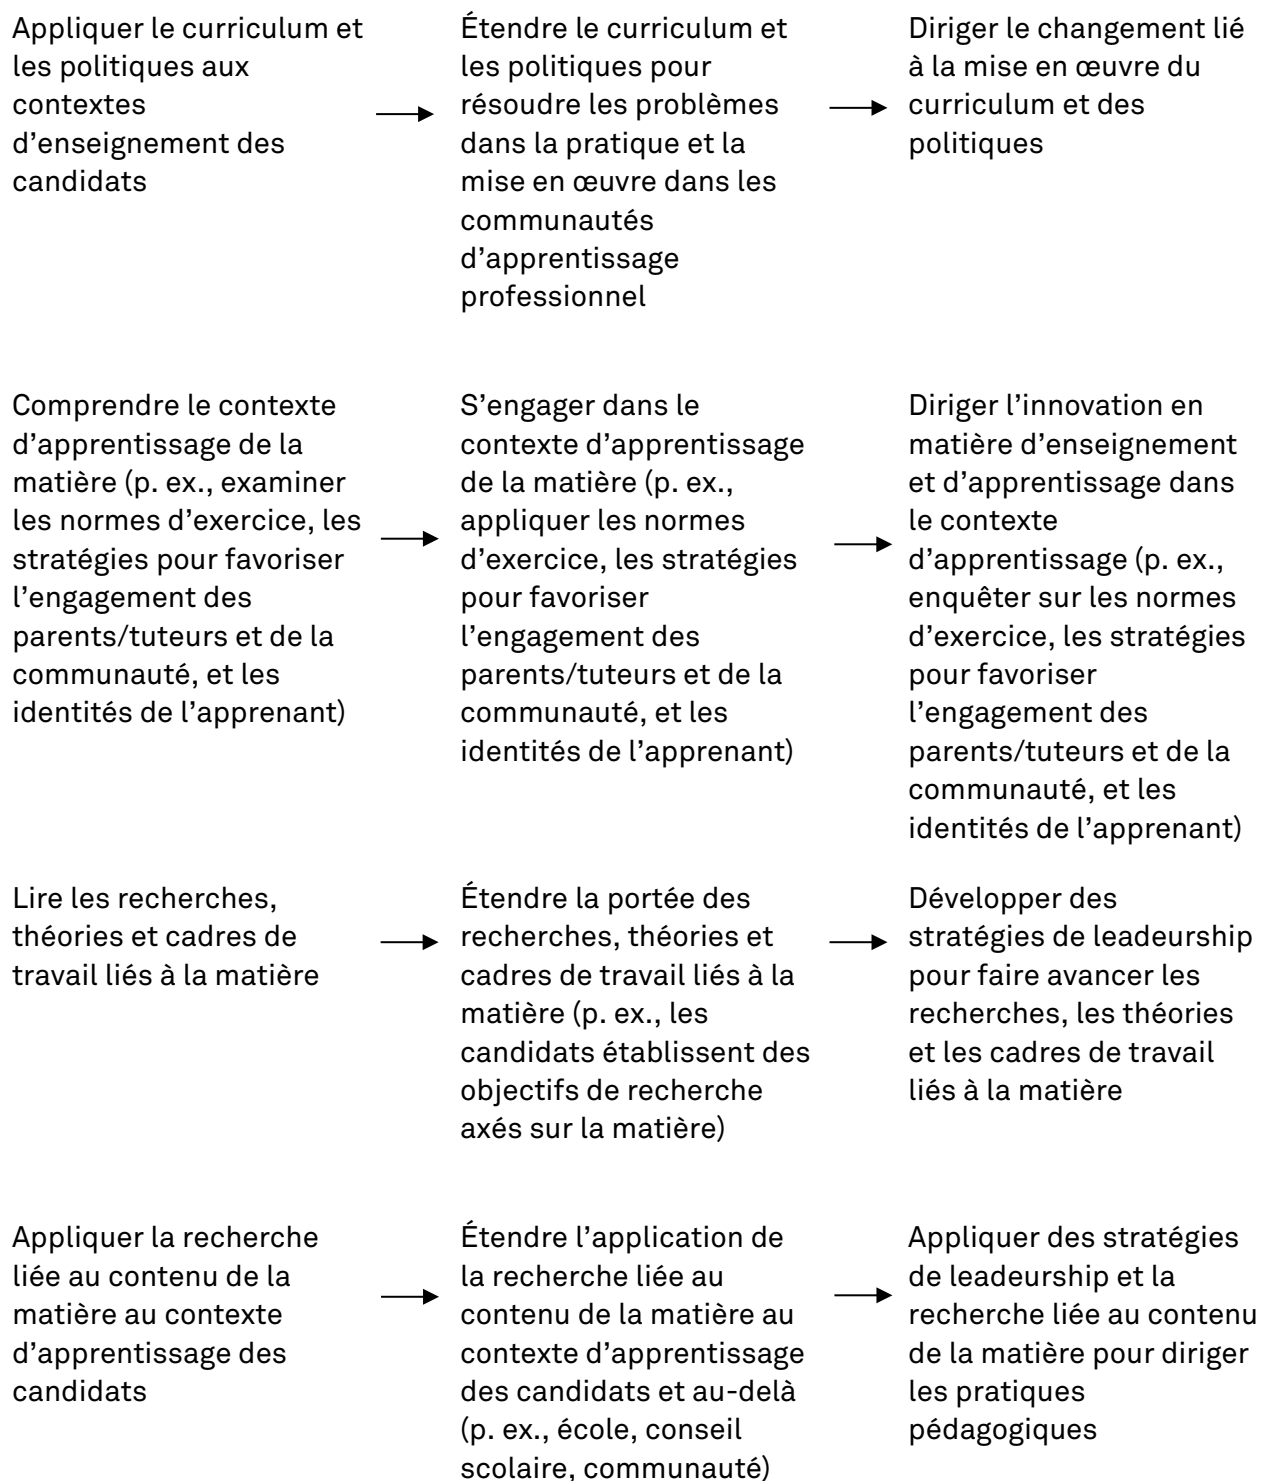 Appliquer le curriculum et
les politiques aux
contextes
d’enseignement des
candidats
Étendre le curriculum et
les politiques pour
résoudre les problèmes
dans la pratique et la
mise en œuvre dans les
communautés
d’apprentissage
professionnel
Diriger le changement lié
à la mise en œuvre du
curriculum et des
politiques
Comprendre le contexte
d’apprentissage de la
matière (p. ex., examiner
les normes d’exercice, les
stratégies pour favoriser
l’engagement des
parents/tuteurs et de la
communauté, et les
identités de l’apprenant)
S’engager dans le
contexte d’apprentissage
de la matière (p. ex.,
appliquer les normes
d’exercice, les stratégies
pour favoriser
l’engagement des
parents/tuteurs et de la
communauté, et les
identités de l’apprenant)
Diriger l’innovation en
matière d’enseignement
et d’apprentissage dans
le contexte
d’apprentissage (p. ex.,
enquêter sur les normes
d’exercice, les stratégies
pour favoriser
l’engagement des
parents/tuteurs et de la
communauté, et les
identités de l’apprenant)
Lire les recherches,
théories et cadres de
travail liés à la matière
Étendre la portée des
recherches, théories et
cadres de travail liés à la
matière (p. ex., les
candidats établissent des
objectifs de recherche
axés sur la matière)
Développer des
stratégies de leadeurship
pour faire avancer les
recherches, les théories
et les cadres de travail
liés à la matière
Appliquer la recherche
liée au contenu de la
matière au contexte
d’apprentissage des
candidats
Étendre l’application de
la recherche liée au
contenu de la matière au
contexte d’apprentissage
des candidats et au-delà
(p. ex., école, conseil
scolaire, communauté)
Appliquer des stratégies
de leadeurship et la
recherche liée au contenu
de la matière pour diriger
les pratiques
pédagogiques